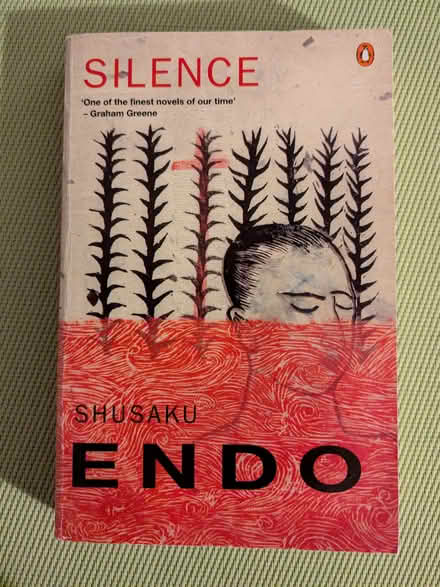 SILENCE
‘One of the finest novels of our time’
– Graham Greene
SHUSAKU
ENDO